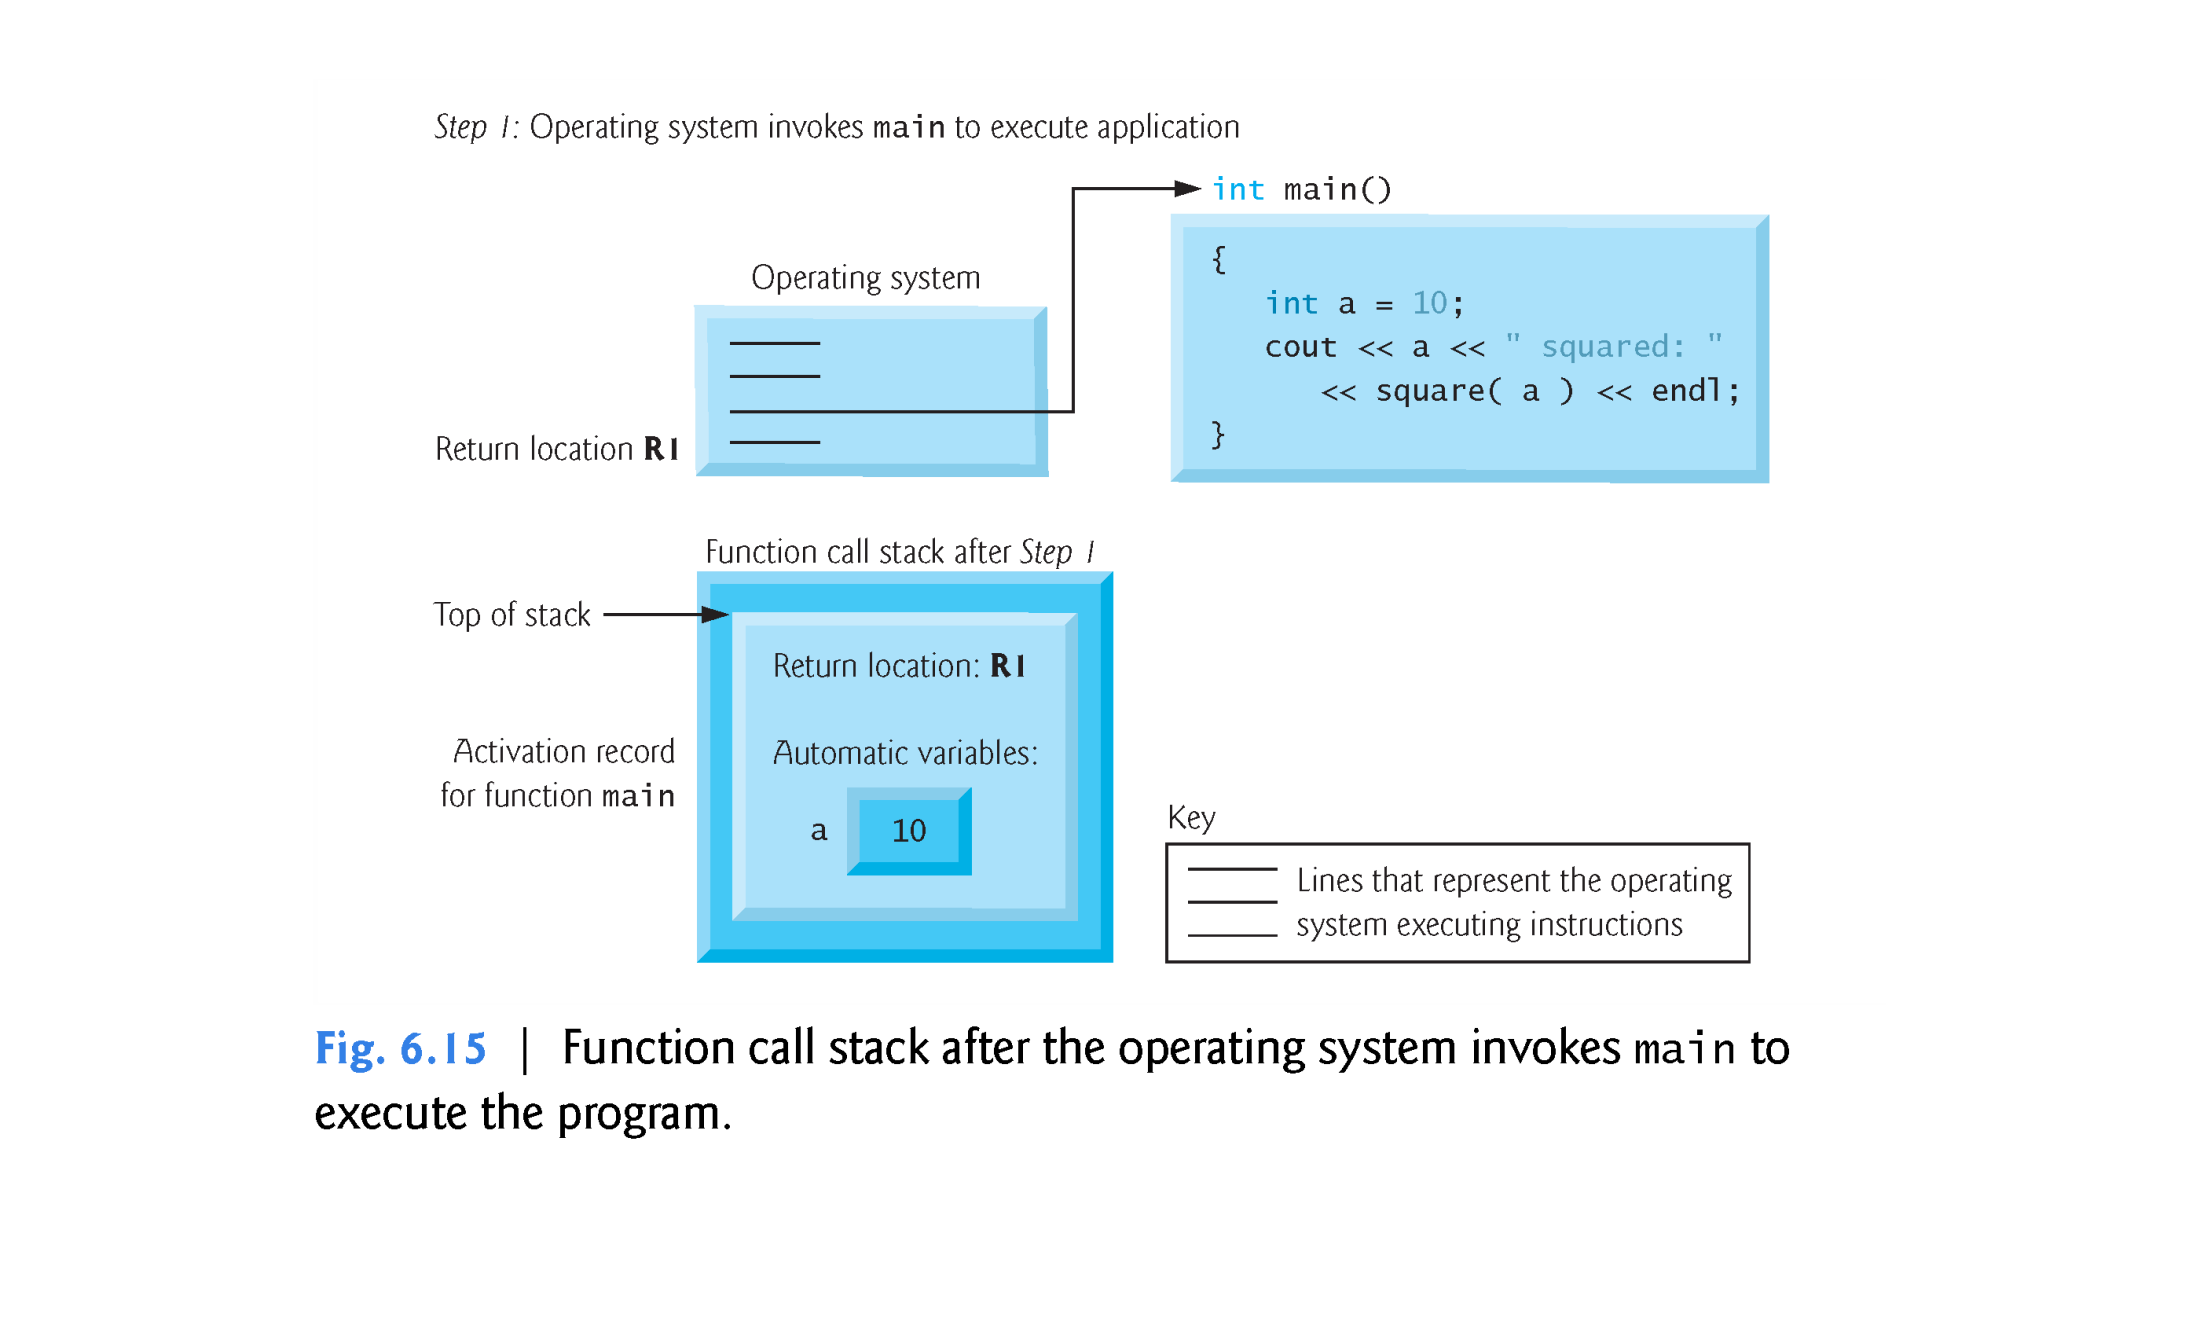 Step 1: Operating system invokes main to execute application
int main()
{
int a = 10;
cout << a << " squared: "
<< square( a ) << endl;
}
Operating system
Return location R1
Function call stack after Step 1
Top of stack
Return location: R1
Activation record
for function main
Automatic variables:
a 10
Key
Lines that represent the operating
system executing instructions
Fig. 6.15 | Function call stack after the operating system invokes main to
execute the program.